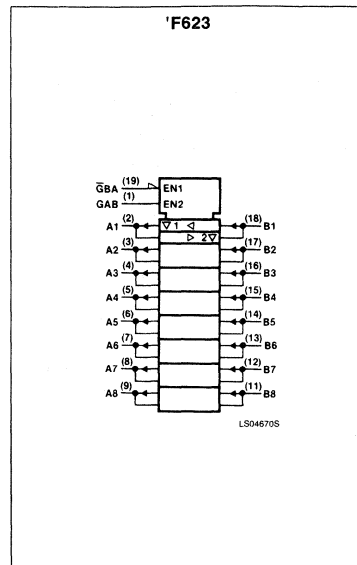 'F623
G̅BA (19) EN1
GAB (1) EN2
A1 (2) ▽ 1 ◁ (18) B1
▷ 2 ▽
A2 (3) (17) B2
A3 (4) (16) B3
A4 (5) (15) B4
A5 (6) (14) B5
A6 (7) (13) B6
A7 (8) (12) B7
A8 (9) (11) B8
LS04670S